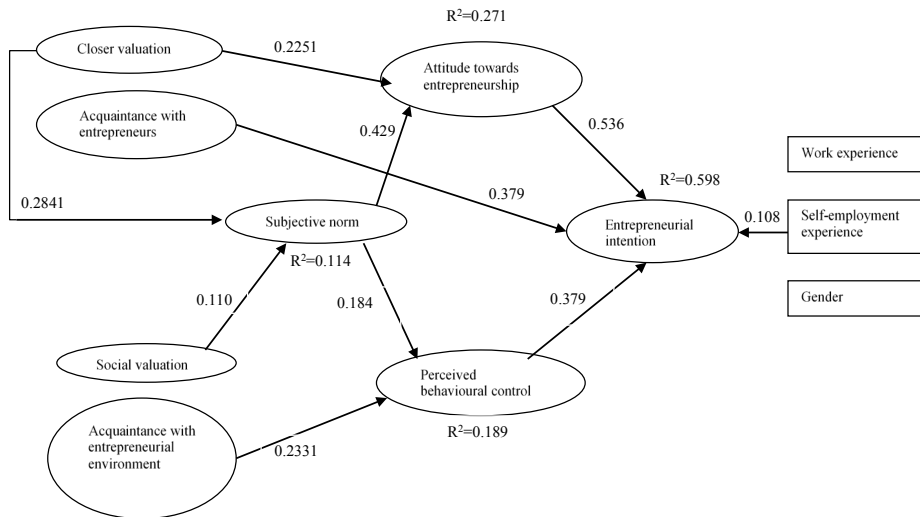 R²=0.271
Closer valuation
0.2251
Attitude towards
entrepreneurship
Acquaintance with
entrepreneurs
0.429
0.536
Work experience
R²=0.598
0.379
0.2841
Subjective norm
Entrepreneurial
intention
0.108
Self-employment
experience
R²=0.114
0.110
0.184
0.379
Gender
Social valuation
Perceived
behavioural control
Acquaintance with
entrepreneurial
environment
0.2331
R²=0.189